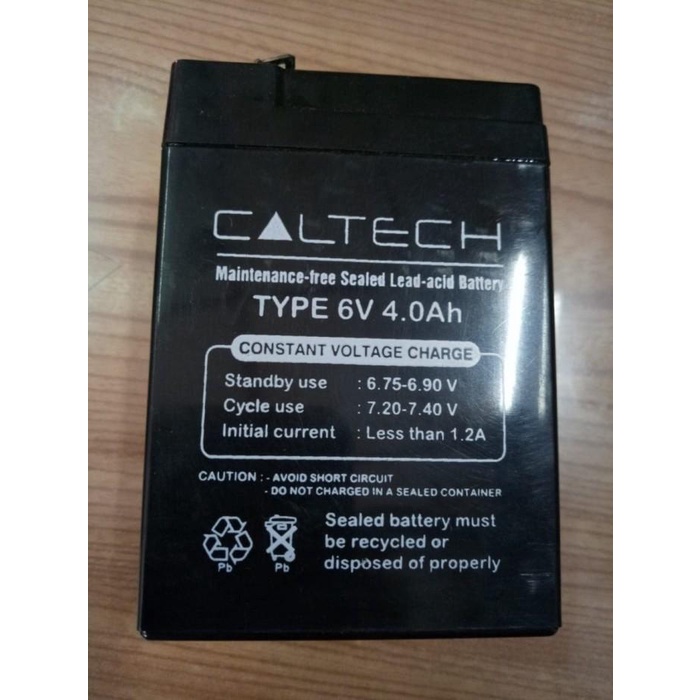 CALTECH
Maintenance-free Sealed Lead-acid Battery
TYPE 6V 4.0Ah
CONSTANT VOLTAGE CHARGE
Standby use : 6.75-6.90 V
Cycle use : 7.20-7.40 V
Initial current : Less than 1.2A
CAUTION : - AVOID SHORT CIRCUIT
- DO NOT CHARGED IN A SEALED CONTAINER
Sealed battery must
be recycled or
disposed of properly
Pb Pb